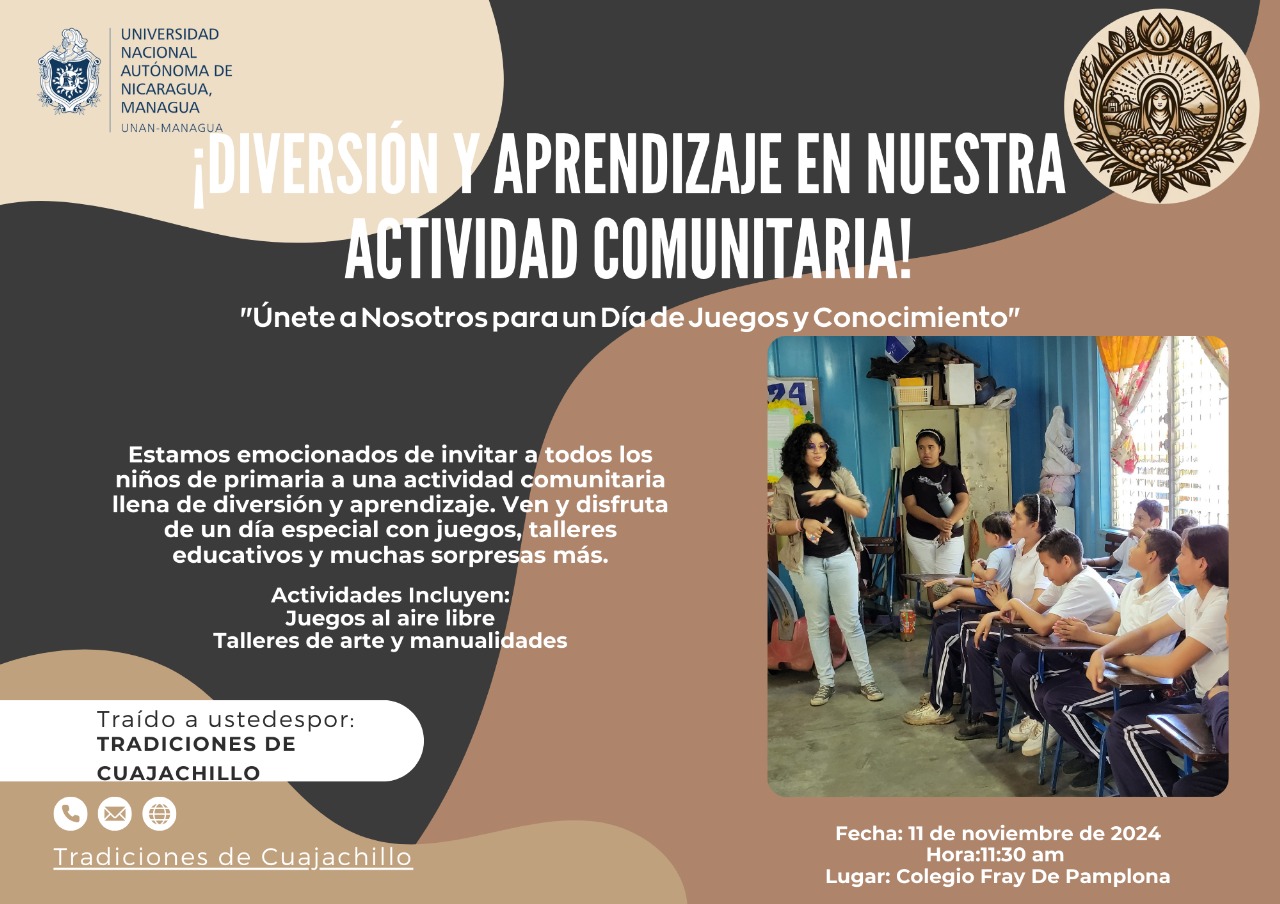 UNIVERSIDAD
NACIONAL
AUTÓNOMA DE
NICARAGUA,
MANAGUA
UNAN-MANAGUA
¡DIVERSIÓN Y APRENDIZAJE EN NUESTRA
ACTIVIDAD COMUNITARIA!
"Únete a Nosotros para un Día de Juegos y Conocimiento"
Estamos emocionados de invitar a todos los
niños de primaria a una actividad comunitaria
llena de diversión y aprendizaje. Ven y disfruta
de un día especial con juegos, talleres
educativos y muchas sorpresas más.
Actividades Incluyen:
Juegos al aire libre
Talleres de arte y manualidades
24
Traído a ustedespor:
TRADICIONES DE
CUAJACHILLO
Tradiciones de Cuajachillo
Fecha: 11 de noviembre de 2024
Hora:11:30 am
Lugar: Colegio Fray De Pamplona